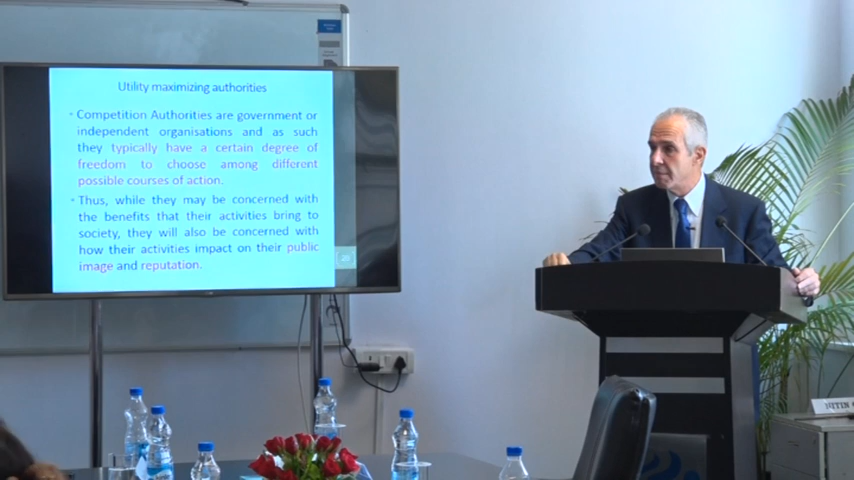 Utility maximizing authorities
• Competition Authorities are government or
independent organisations and as such
they typically have a certain degree of
freedom to choose among different
possible courses of action.
• Thus, while they may be concerned with
the benefits that their activities bring to
society, they will also be concerned with
how their activities impact on their public
image and reputation.
20
NITIN